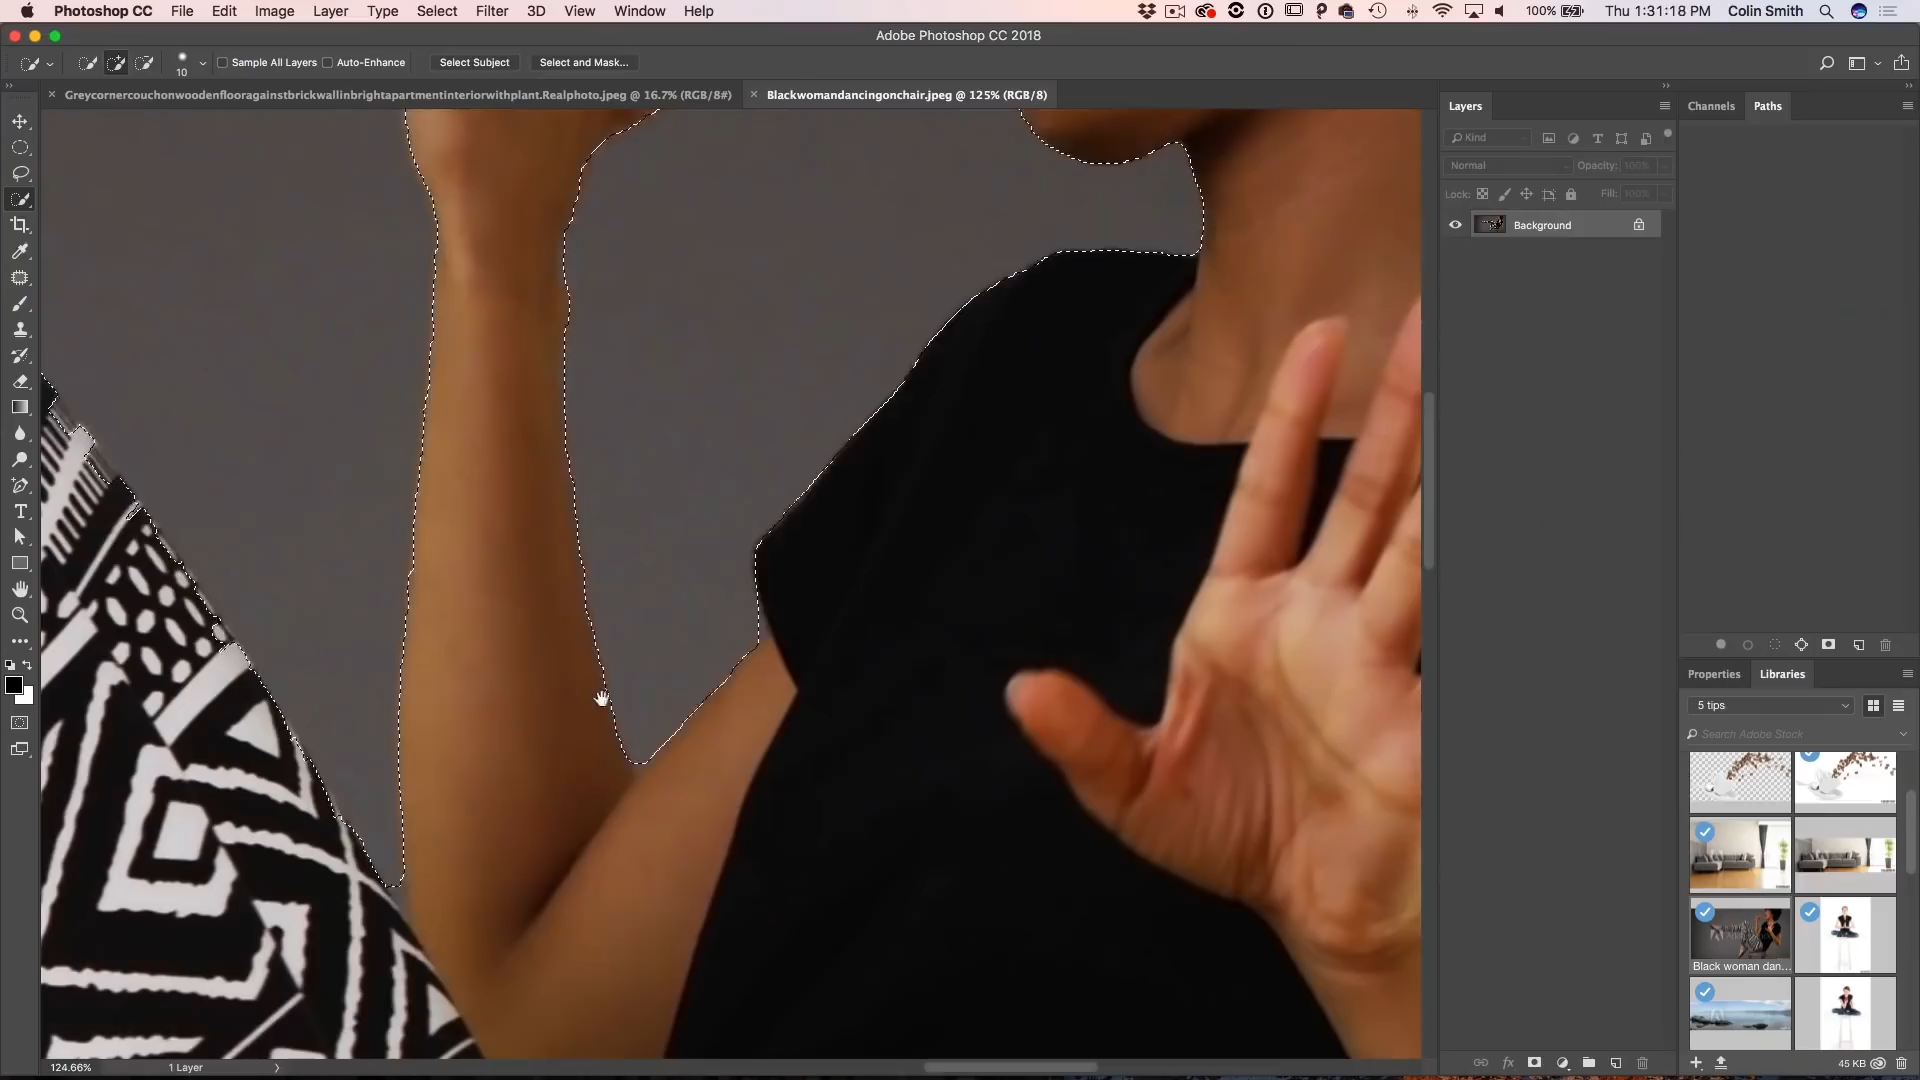 Photoshop CC File Edit Image Layer Type Select Filter 3D View Window Help 100% Thu 1:31:18 PM Colin Smith
Adobe Photoshop CC 2018
10 Sample All Layers Auto-Enhance Select Subject Select and Mask...
Greycornercouchonwoodenflooragainstbrickwallinbrightapartmentinteriorwithplant.Realphoto.jpeg @ 16.7% (RGB/8#) Blackwomandancingonchair.jpeg @ 125% (RGB/8)
Layers Channels Paths
Kind
Normal Opacity: 100%
Lock: Fill: 100%
Background
Properties Libraries
5 tips
Search Adobe Stock
Black woman dan...
124.66% 1 Layer 45 KB